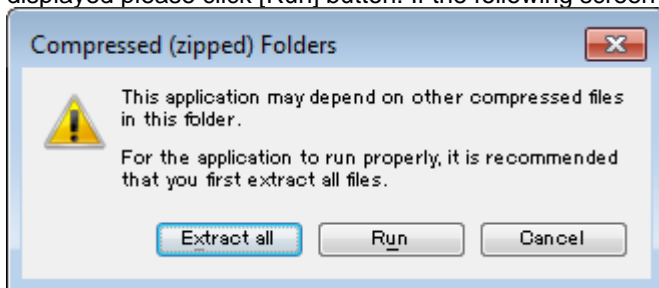 displayed please click [Run] button. If the following screen
Compressed (zipped) Folders
This application may depend on other compressed files
in this folder.
For the application to run properly, it is recommended
that you first extract all files.
Extract all Run Cancel